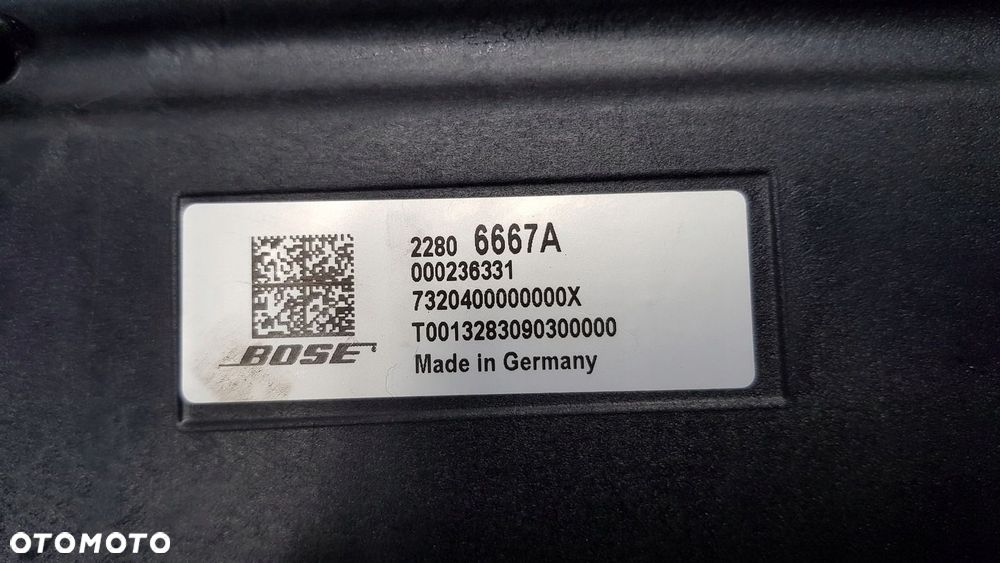 2280 6667A
000236331
7320400000000X
T0013283090300000
Made in Germany
BOSE
OTOMOTO